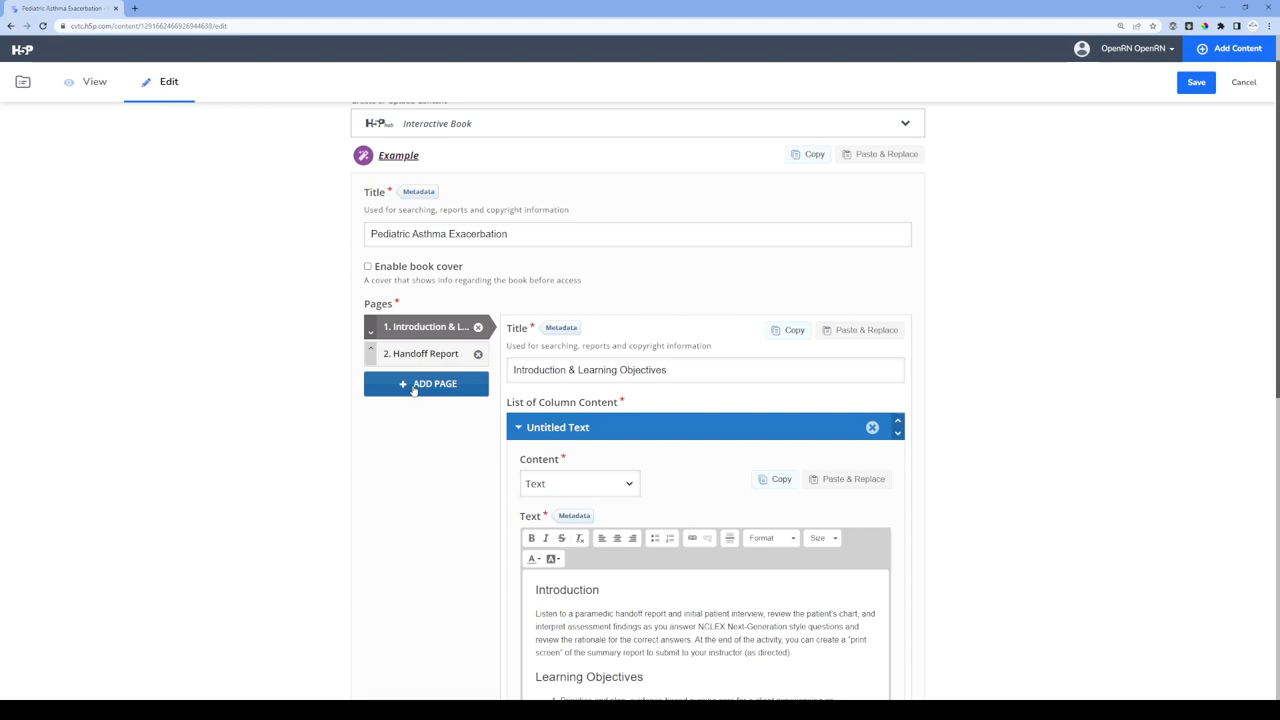 Pediatric Asthma Exacerbation -
cvtc.h5p.com/content/1291662466926944638/edit
H5P
OpenRN OpenRN
Add Content
View
Edit
Save
Cancel
H5P hub Interactive Book
Example
Copy
Paste & Replace
Title *
Metadata
Used for searching, reports and copyright information
Pediatric Asthma Exacerbation
Enable book cover
A cover that shows info regarding the book before access
Pages *
1. Introduction & L...
2. Handoff Report
+ ADD PAGE
Title *
Metadata
Copy
Paste & Replace
Used for searching, reports and copyright information
Introduction & Learning Objectives
List of Column Content *
Untitled Text
Content *
Text
Copy
Paste & Replace
Text *
Metadata
B I S Tx
Format
Size
A
A
Introduction
Listen to a paramedic handoff report and initial patient interview, review the patient's chart, and
interpret assessment findings as you answer NCLEX Next-Generation style questions and
review the rationale for the correct answers. At the end of the activity, you can create a "print
screen" of the summary report to submit to your instructor (as directed).
Learning Objectives